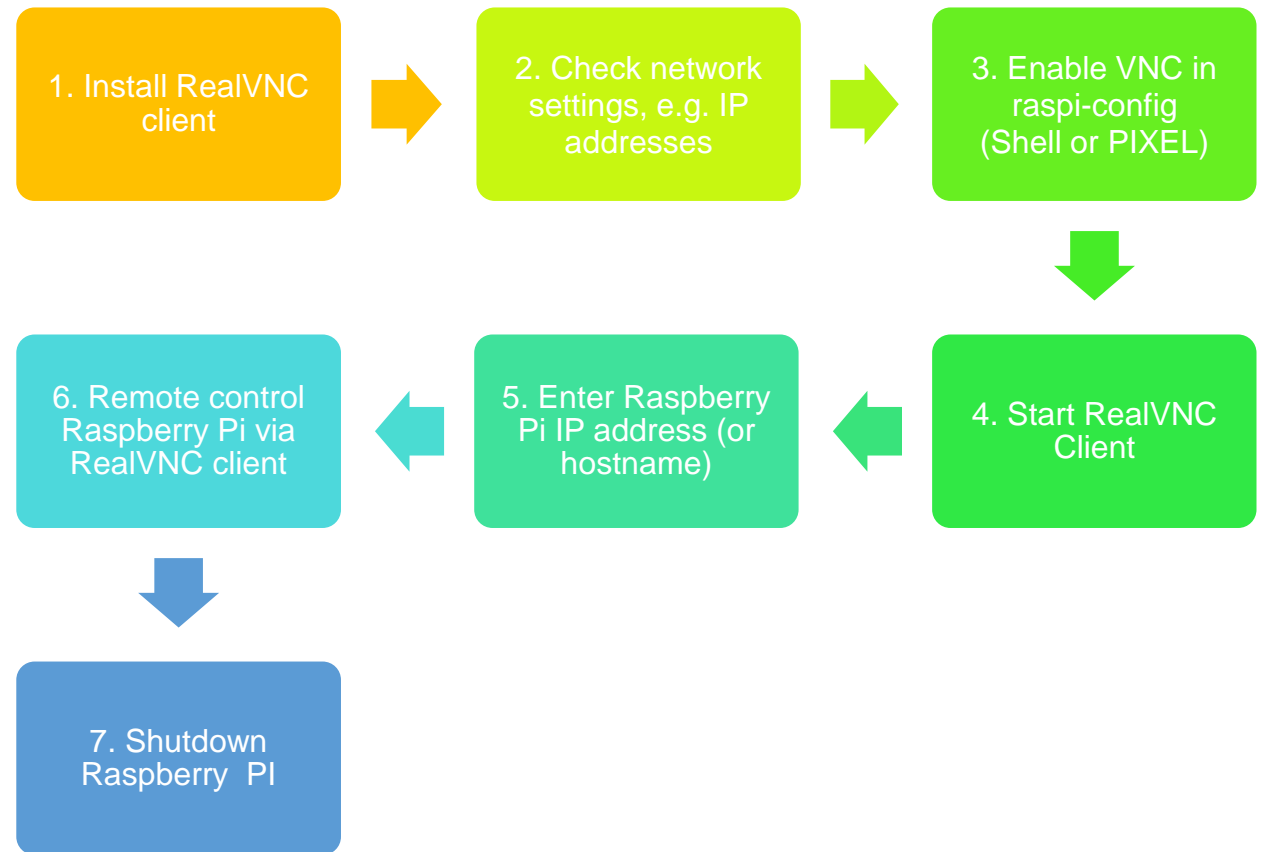 1. Install RealVNC
client
2. Check network
settings, e.g. IP
addresses
3. Enable VNC in
raspi-config
(Shell or PIXEL)
4. Start RealVNC
Client
5. Enter Raspberry
Pi IP address (or
hostname)
6. Remote control
Raspberry Pi via
RealVNC client
7. Shutdown
Raspberry  PI